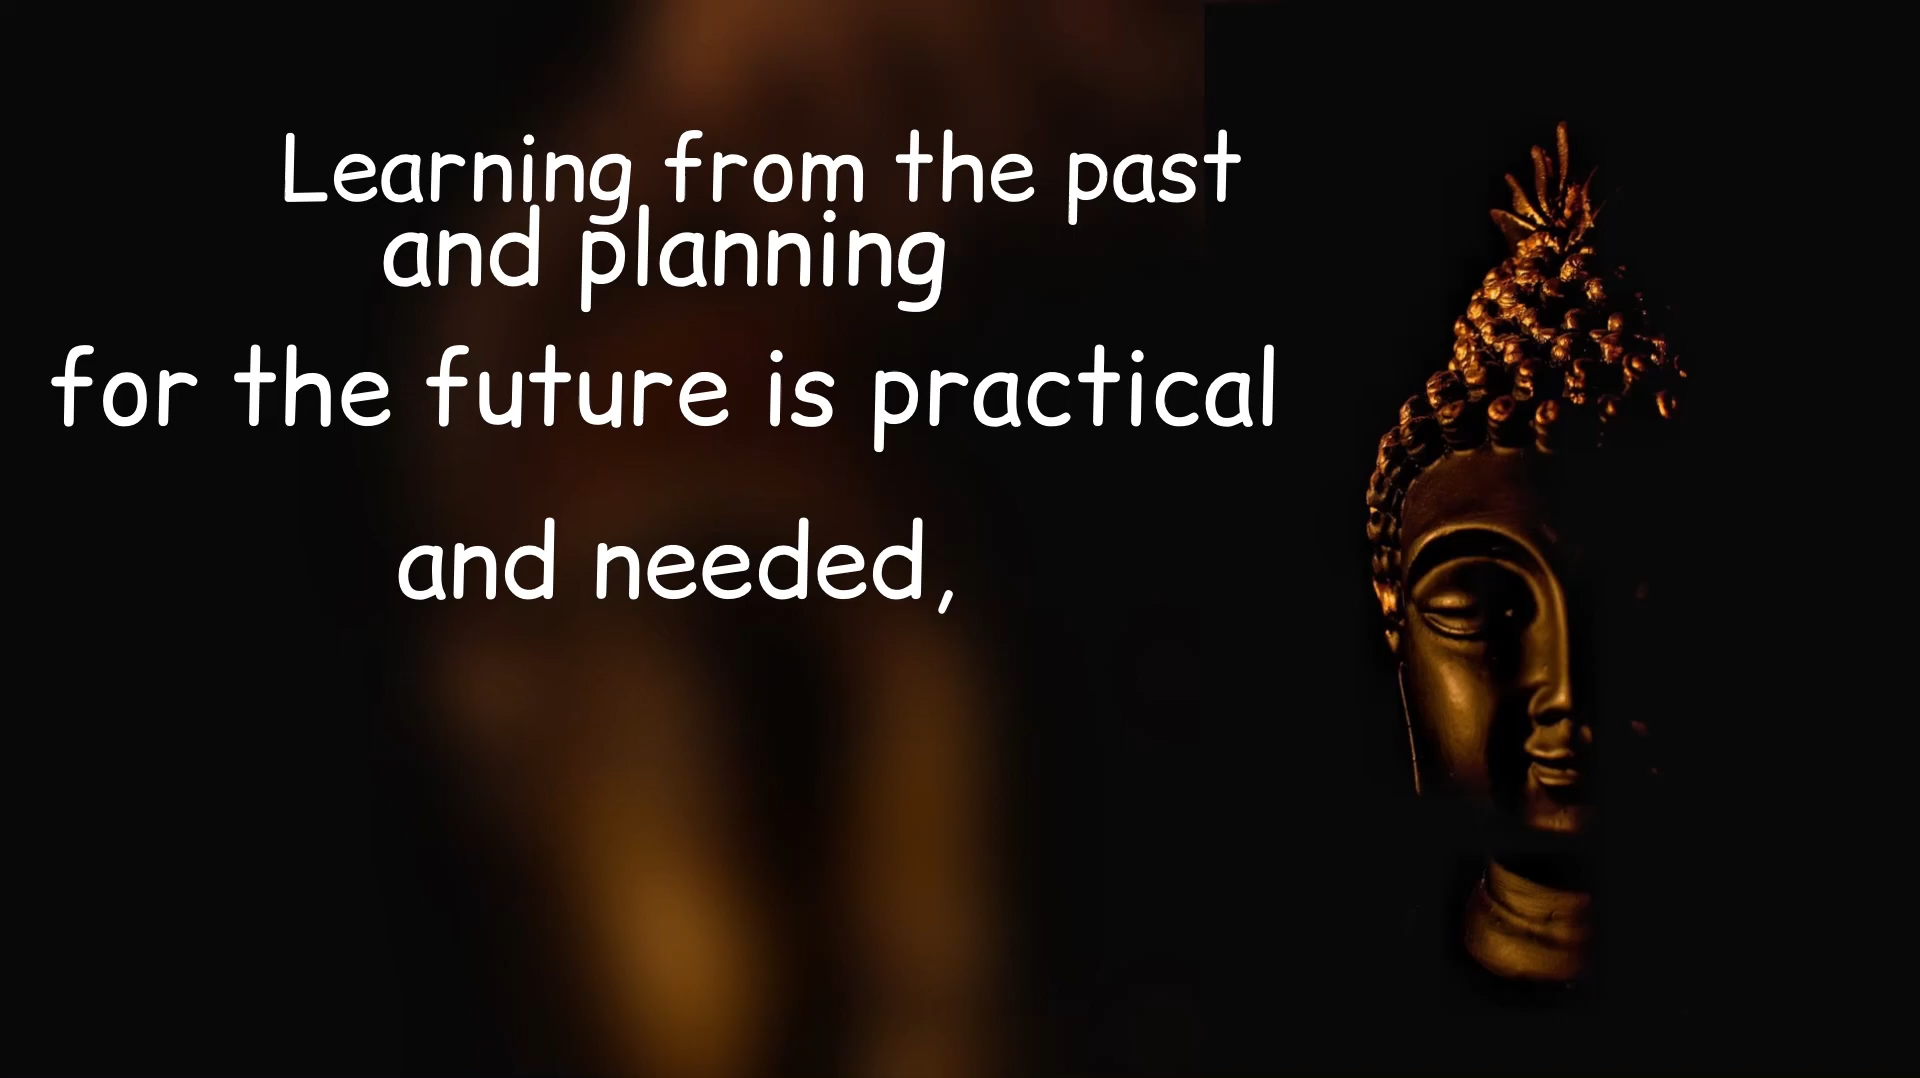 Learning from the past
and planning
for the future is practical
and needed,